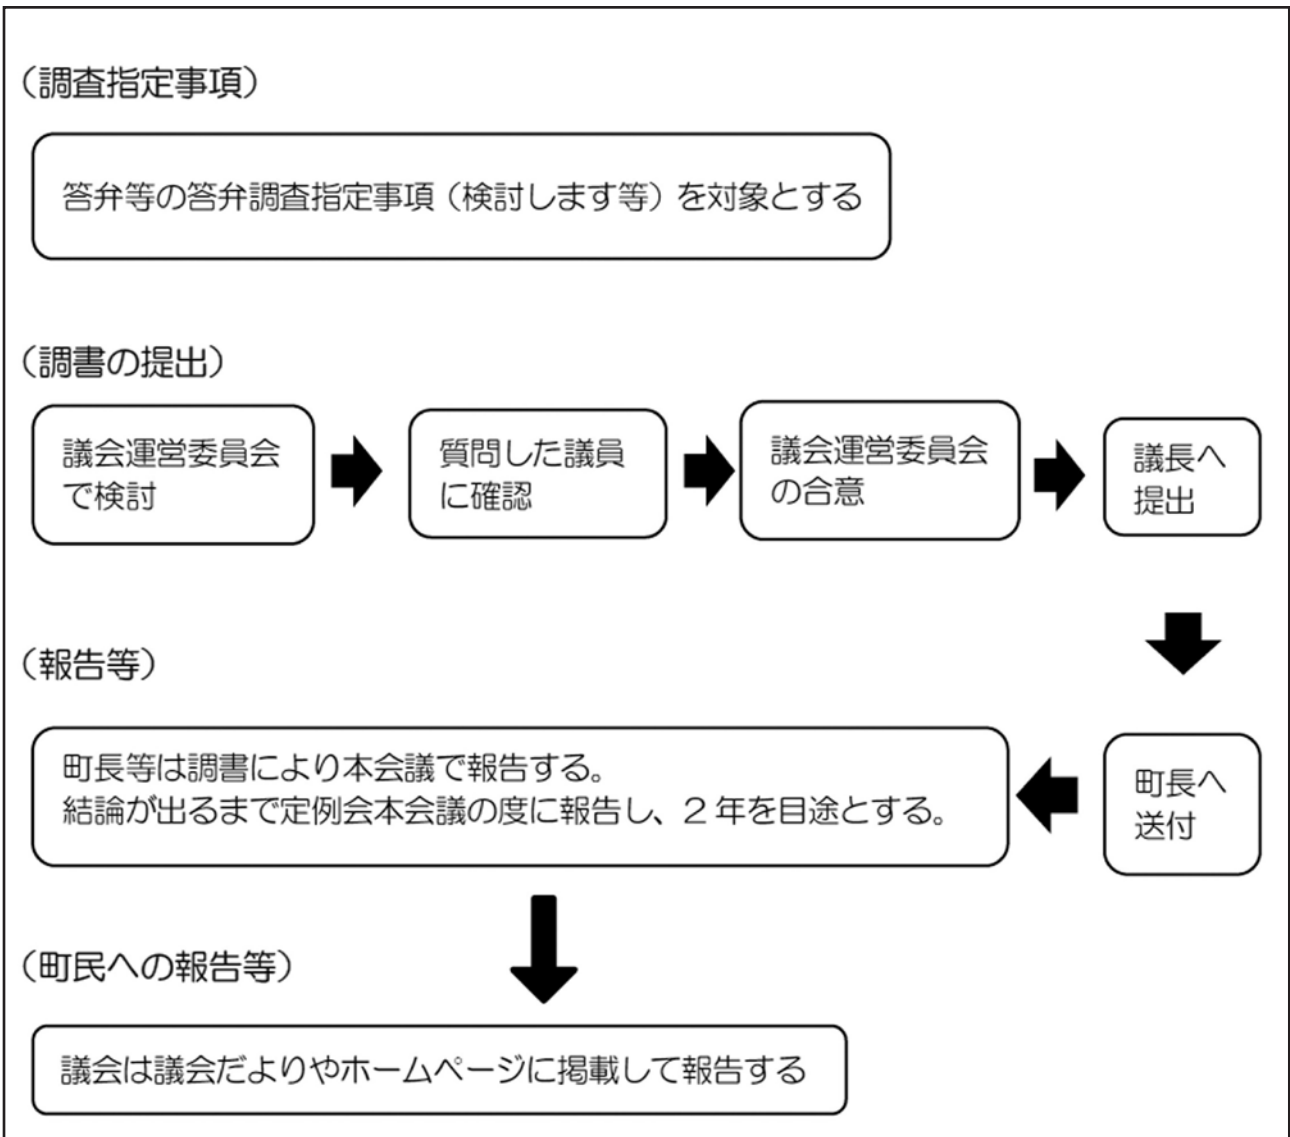 （調査指定事項）
答弁等の答弁調査指定事項（検討します等）を対象とする
（調書の提出）
議会運営委員会
で検討
質問した議員
に確認
議会運営委員会
の合意
議長へ
提出
（報告等）
町長へ
送付
町長等は調書により本会議で報告する。
結論が出るまで定例会本会議の度に報告し、２年を目途とする。
（町民への報告等）
議会は議会だよりやホームページに掲載して報告する